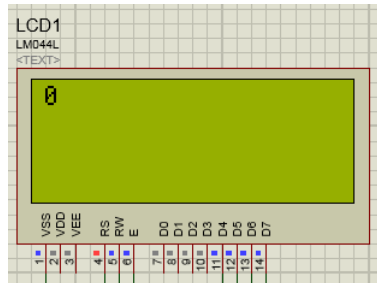 LCD1
LM044L
<TEXT>
0
VSS VDD VEE RS RW E D0 D1 D2 D3 D4 D5 D6 D7
1 2 3 4 5 6 7 8 9 10 11 12 13 14